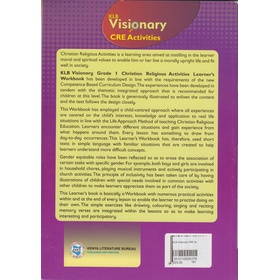 KLB
Visionary
CRE Activities
Christian Religious Activities is a learning area aimed at instilling in the learner
moral and spiritual values to enable him or her live a morally upright life and fit
well in society.
KLB Visionary Grade 1 Christian Religious Activities Learner's
Workbook has been developed in line with the requirements of the new
Competence Based Curriculum Design. The experiences have been developed in
tandem with the thematic integrated approach that is recommended for
children at this level. The book is generously illustrated to enliven the content
and the text follows the design closely.
This Workbook has employed a child-centred approach where all experiences
are centred on the child's interests, knowledge and application to real life
situations in line with the Life Approach method of teaching Christian Religious
Education. Learners encounter different situations and gain experience from
what happens around them. Every lesson has something to draw from
day-to-day occurrences. This Learner's Workbook has, therefore, used short
texts in simple language with familiar situations that are created to help
learners understand more difficult concepts.
Gender equitable roles have been reflected so as to erase the association of
certain tasks with specific gender. For example, both boys and girls are involved
in household chores, playing musical instruments and actively participating in
church activities. The principle of inclusion has been taken care of by having
illustrations of children with special needs involved in common activities with
other children to make learners appreciate them as part of the society.
This Learner's book is basically a Workbook with numerous practical activities
within and at the end of every lesson to enable the learner to practise doing on
their own. The simple exercises like drawing, colouring, singing and reciting
memory verses are integrated within the lessons so as to make learning
interesting and participatory.
KENYA LITERATURE BUREAU